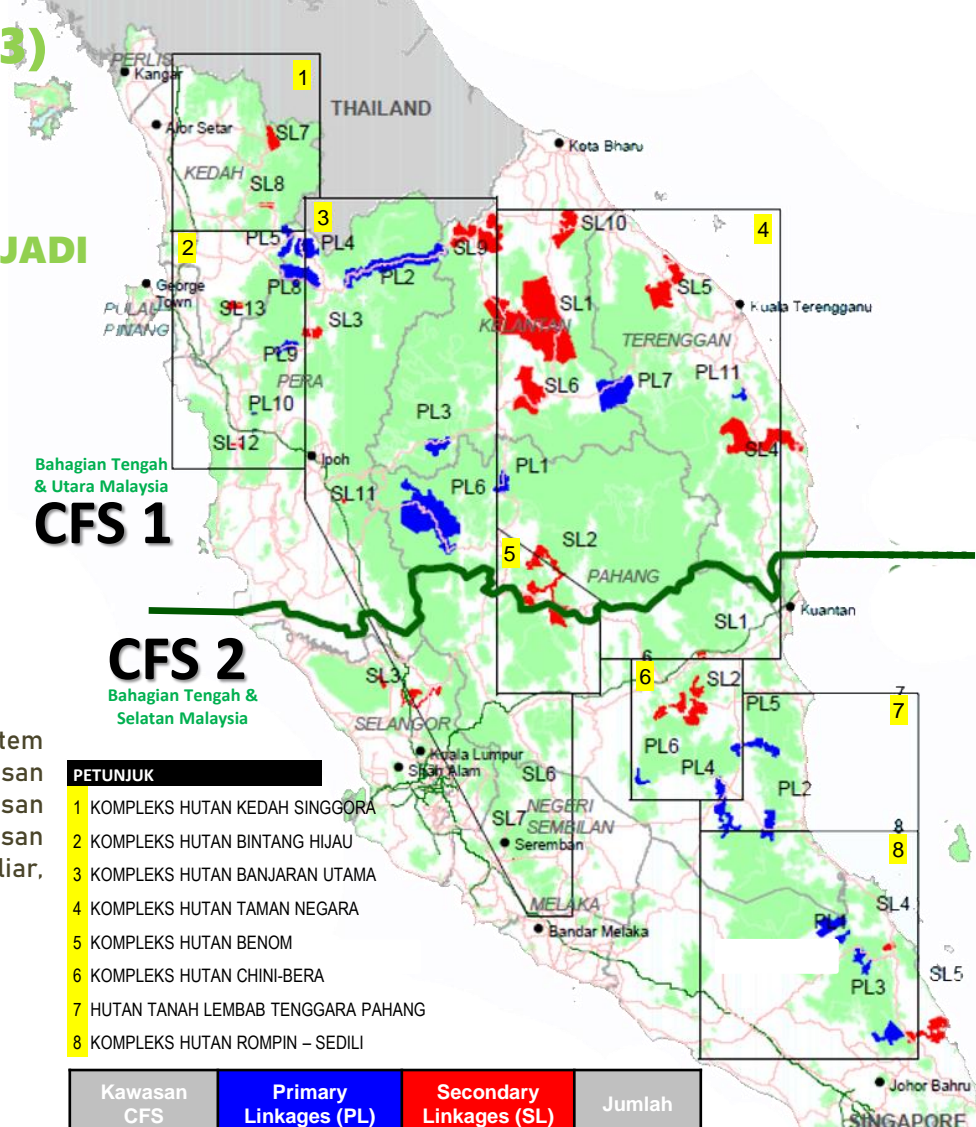 3)
JADI
PERLIS
Kangar
1
THAILAND
Alor Setar
SL7
Kota Bharu
KEDAH
SL8
3
SL10
4
2
PL5
PL4
SL9
PL2
George
Town
PL8
SL5
PULAU
PINANG
SL13
SL3
SL1
Kuala Terengganu
KELANTAN
TERENGGAN
PL9
PERA
SL6
PL7
PL11
PL10
PL3
SL12
SL4
Ipoh
PL1
Bahagian Tengah
& Utara Malaysia
CFS 1
SL11
PL6
SL2
5
PAHANG
Kuantan
SL1
CFS 2
Bahagian Tengah &
Selatan Malaysia
6
6
SL3
SL2
7
7
PL5
SELANGOR
PL6
PL4
Kuala Lumpur
Shah Alam
SL6
PL2
NEGERI
SEMBILAN
SL7
Seremban
8
8
MELAKA
SL4
Bandar Melaka
PL1
SL5
PL3
Johor Bahru
SINGAPORE
tem
san
san
san
liar,
PETUNJUK
1 KOMPLEKS HUTAN KEDAH SINGGORA
2 KOMPLEKS HUTAN BINTANG HIJAU
3 KOMPLEKS HUTAN BANJARAN UTAMA
4 KOMPLEKS HUTAN TAMAN NEGARA
5 KOMPLEKS HUTAN BENOM
6 KOMPLEKS HUTAN CHINI-BERA
7 HUTAN TANAH LEMBAB TENGGARA PAHANG
8 KOMPLEKS HUTAN ROMPIN – SEDILI
Kawasan
CFS
Primary
Linkages (PL)
Secondary
Linkages (SL)
Jumlah